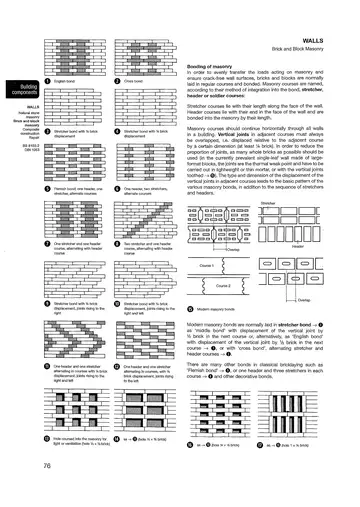 WALLS
Brick and Block Masonry
Building
components
WALLS
Natural stone
masonry
Brick and block
masonry
Composite
construction
Repair
English bond
Cross bond
Stretcher bond with ½ brick
displacement
Stretcher bond with ¼ brick
displacement
Flemish bond: one header, one
stretcher, alternate courses
One header, two stretchers,
alternate courses
One stretcher and one header
course alternating with header
course
Two stretcher and one header
alternating with header
course
Stretcher bond with ¼ brick
displacement, joints rising to the
right
Stretcher bond with ¼ brick
displacement, joints rising to
the right and left
One header and one stretcher
alternating in courses with ¼ brick
displacement, joints rising to the
right and left
One header and one stretcher
alternating in courses, with ¼
brick displacement, joints rising
to the left
Hole coursed into the masonry for
light or ventilation (hole ½ × ½ brick)
Bonding of masonry
In order to evenly transfer the loads acting on masonry and
ensure crack-free wall surfaces, bricks and blocks are normally
laid in regular courses and bonded. Masonry courses are named,
according to their method of integration into the bond, stretcher,
header or soldier courses:
Stretcher courses lie with their length along the face of the wall.
Header courses lie with their end in the face of the wall and are
bonded into the masonry by their length.
Masonry courses should continue horizontally through all walls
in a building. Vertical joints in adjacent courses must always
be overlapped, i.e. displaced relative to the adjacent course
by a certain dimension (at least ¼ brick). In order to reduce the
proportion of joints, as many whole bricks as possible should be
used (in the currently prevalent single-leaf wall made of large-
format bricks, the joints are the thermal weak point and have to be
carried out in lightweight or thin mortar, or with the vertical joints
toothed → ). The type and dimension of the displacement of the
vertical joints in adjacent courses leads to the basic pattern of the
various masonry bonds, in addition to the sequence of stretchers
and headers.
Stretcher
Overlap
Header
Course 1
Course 2
Overlap
Modern masonry bonds
Modern masonry bonds are normally laid in stretcher bond →
as "middle bond" with displacement of the vertical joint by
½ brick in the next course or, alternatively, as "English bond"
with displacement of the vertical joint by ¼ brick in the next
course → , or with "cross bond", alternating stretcher and
header courses → .
There are many other bonds in classical bricklaying such as
"Flemish bond" → , or one header and three stretchers in each
course → and other decorative bonds.
76